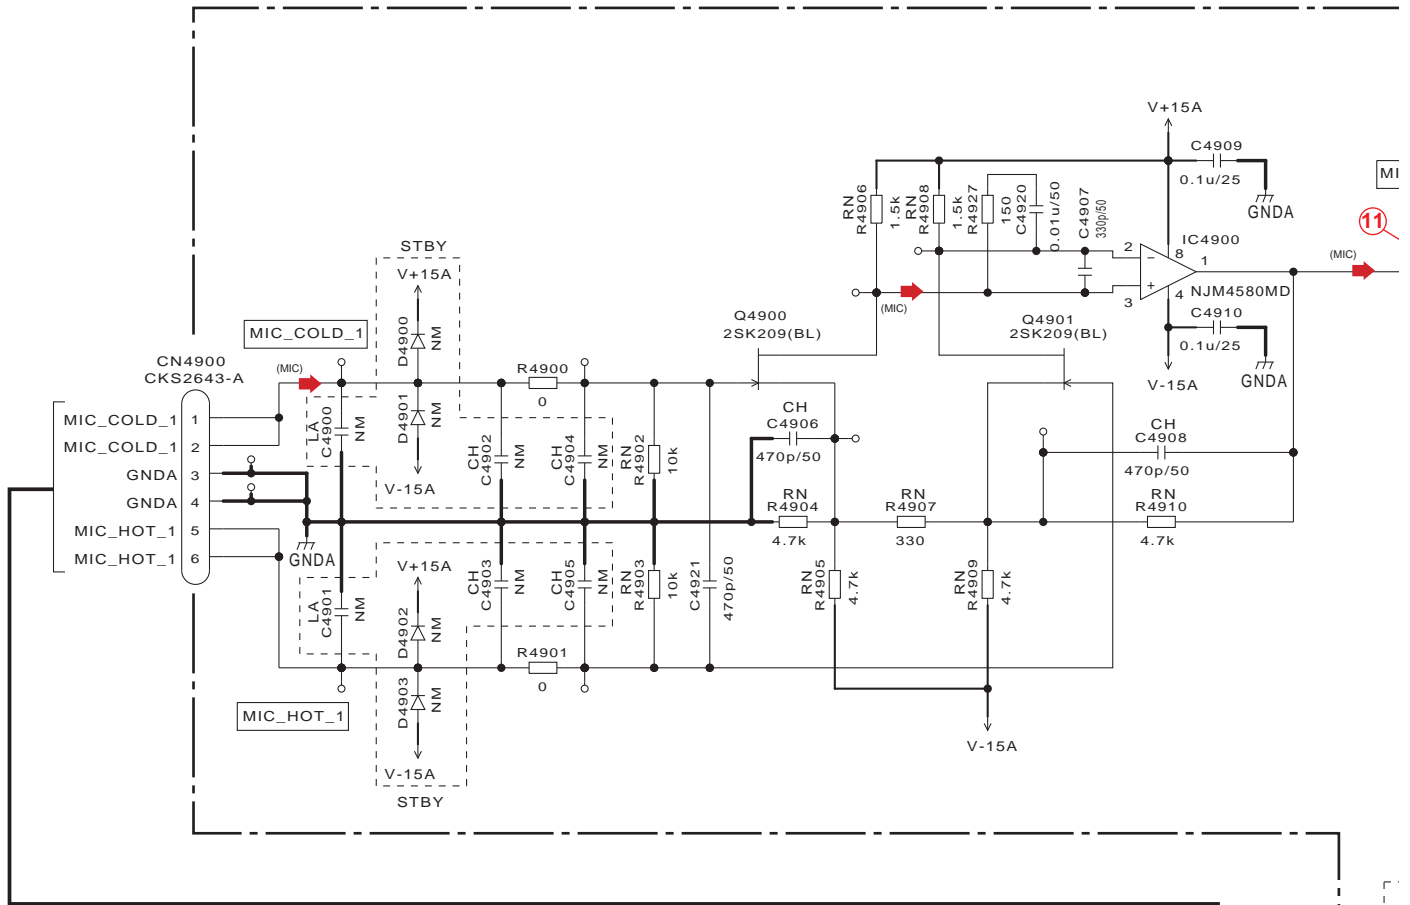 V+15A
C4909
0.1u/25
GNDA
MI
11
(MIC)
RN
R4906
1.5k
RN
R4908
1.5k
R4927
150
C4920
0.01u/50
C4907
330p/50
2
3
8
4
1
IC4900
NJM4580MD
C4910
0.1u/25
GNDA
V-15A
(MIC)
STBY
V+15A
D4900
NM
D4901
NM
V-15A
MIC_COLD_1
CN4900
CKS2643-A
(MIC)
MIC_COLD_1 1
MIC_COLD_1 2
GNDA 3
GNDA 4
MIC_HOT_1 5
MIC_HOT_1 6
GNDA
LA
C4900
NM
LA
C4901
NM
R4900
0
CH
C4902
NM
CH
C4904
NM
RN
R4902
10k
CH
C4903
NM
CH
C4905
NM
RN
R4903
10k
C4921
470p/50
R4901
0
V+15A
D4902
NM
D4903
NM
V-15A
STBY
MIC_HOT_1
Q4900
2SK209(BL)
Q4901
2SK209(BL)
CH
C4906
470p/50
CH
C4908
470p/50
RN
R4904
4.7k
RN
R4907
330
RN
R4910
4.7k
RN
R4905
4.7k
RN
R4909
4.7k
V-15A